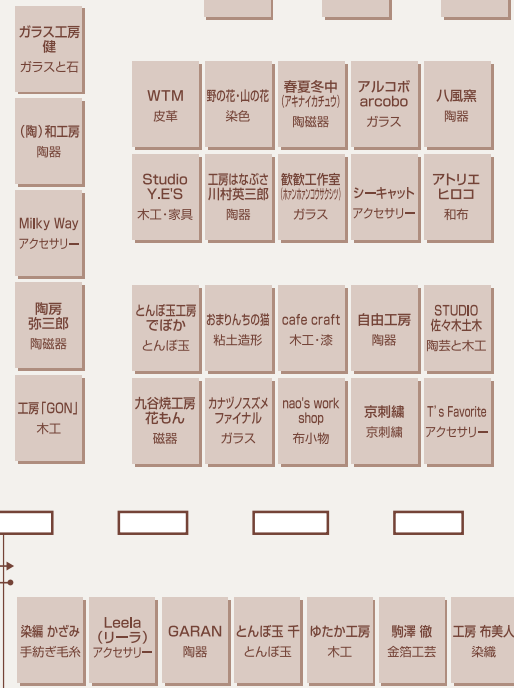 ガラス工房
健
ガラスと石
(陶)和工房
陶器
Milky Way
アクセサリー
陶房
弥三郎
陶磁器
工房「GON」
木工
WTM
皮革
野の花・山の花
染色
春夏冬中
(アキナイカチュウ)
陶磁器
アルコボ
arcobo
ガラス
八風窯
陶器
Studio
Y.E'S
木工・家具
工房はなぶさ
川村英三郎
陶器
歓歓工作室
(ホァンホァンコウサクシツ)
ガラス
シーキャット
アクセサリー
アトリエ
ヒロコ
和布
とんぼ玉工房
でぽか
とんぼ玉
おまりんちの猫
粘土造形
cafe craft
木工・漆
自由工房
陶器
STUDIO
佐々木土木
陶芸と木工
九谷焼工房
花もん
磁器
カナヅノスズメ
ファイナル
ガラス
nao's work
shop
布小物
京刺繍
京刺繍
T's Favorite
アクセサリー
染編 かざみ
手紡ぎ毛糸
Leela
(リーラ)
アクセサリー
GARAN
陶器
とんぼ玉 千
とんぼ玉
ゆたか工房
木工
駒澤 徹
金箔工芸
工房 布美人
染織